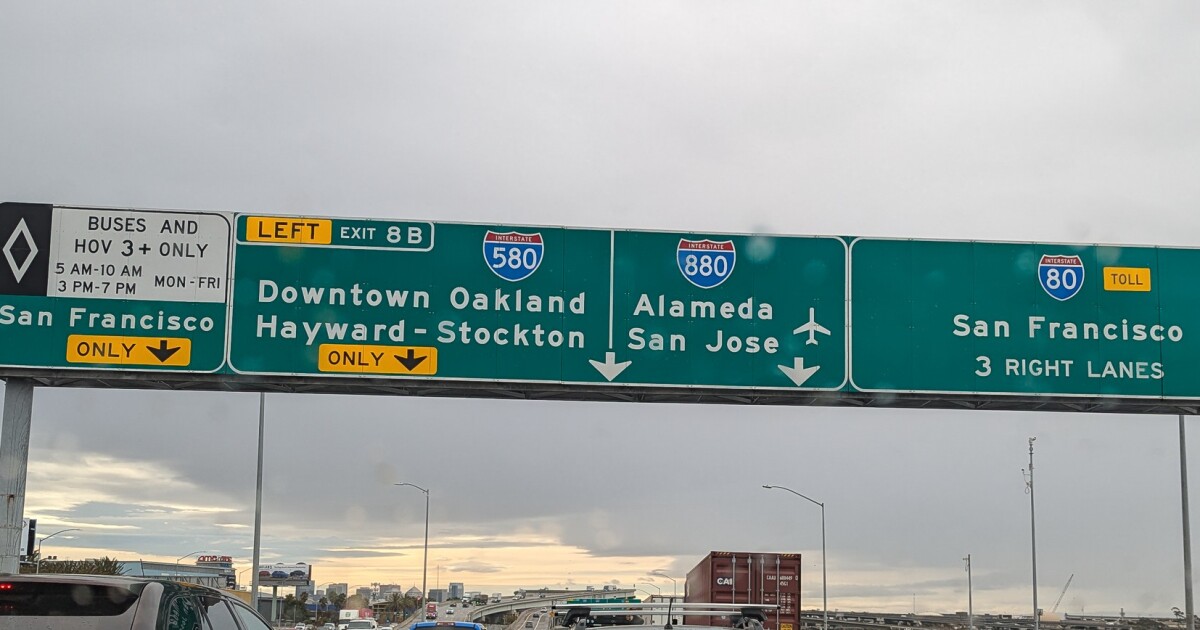 BUSES AND
HOV 3+ ONLY
5 AM-10 AM
3 PM-7 PM
MON-FRI
San Francisco
ONLY
LEFT EXIT 8B
INTERSTATE
580
Downtown Oakland
Hayward-Stockton
ONLY
INTERSTATE
880
Alameda
San Jose
INTERSTATE
80
TOLL
San Francisco
3 RIGHT LANES
CAI